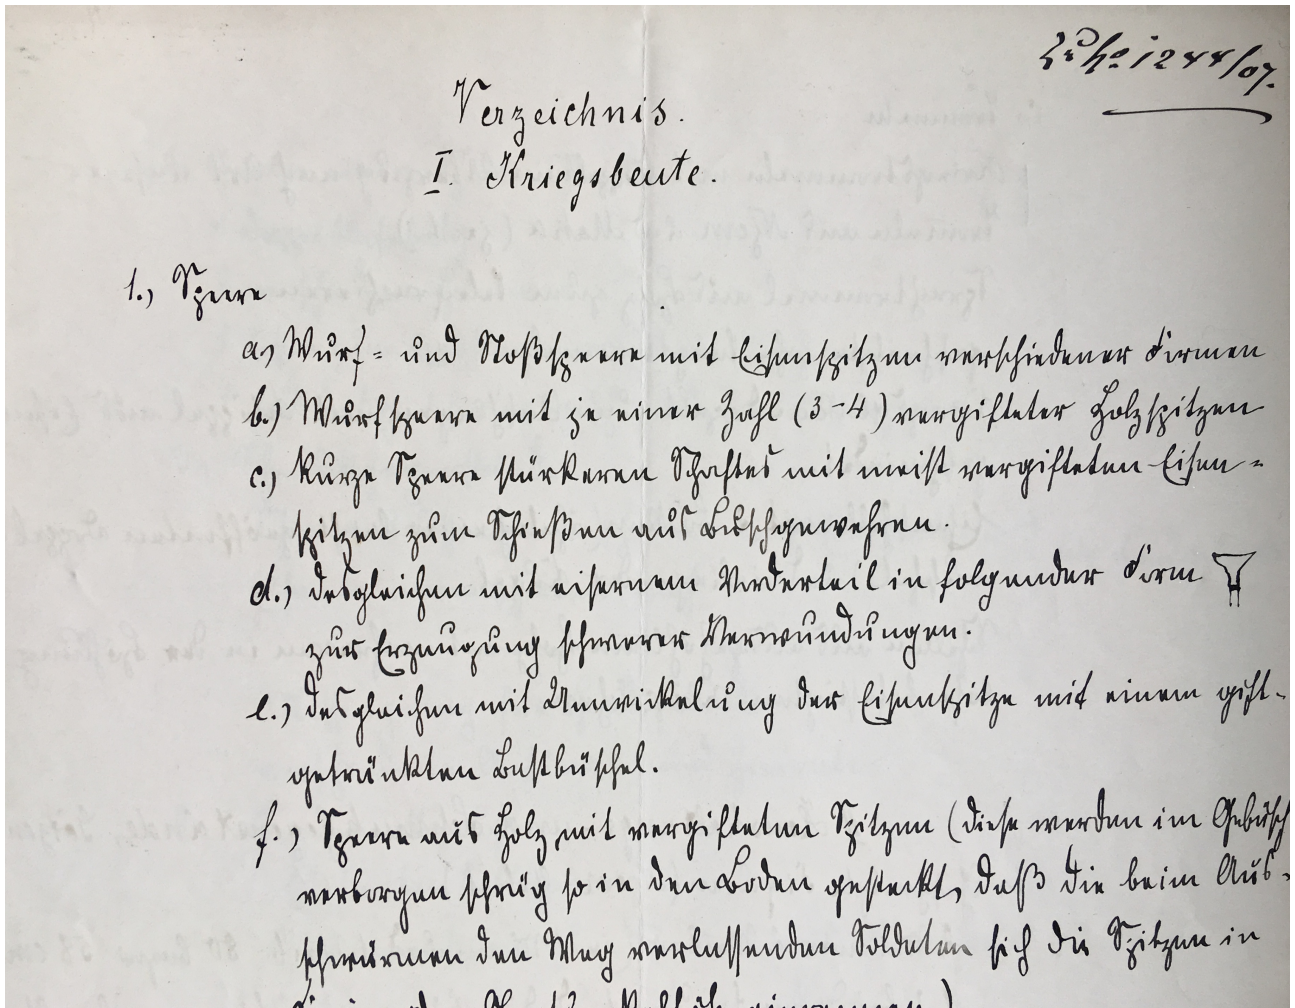 Zu No. 1244/07.
Verzeichnis.
I. Kriegsbeute.
1.) Speere
a.) Wurf= und Stoßspeere mit Eisenspitzen verschiedener Formen
b.) Wurfspeere mit je einer Zahl (3-4) vergifteter Holzspitzen
c.) Kurze Speere stärkeren Schaftes mit meist vergifteten Eisen=
spitzen zum Schießen aus Buschgewehren.
d.) desgleichen mit eisernem Vorderteil in folgender Form
zur Erzeugung schwerer Verwundungen.
e.) desgleichen mit Umwickelung der Eisenspitze mit einem gift-
getränkten Bastbüschel.
f.) Speere aus Holz mit vergifteten Spitzen (diese werden im Gebüsch
verborgen schräg so in den Boden gesteckt, daß die beim Aus-
schwärmen den Weg verlassenden Soldaten sich die Spitzen in